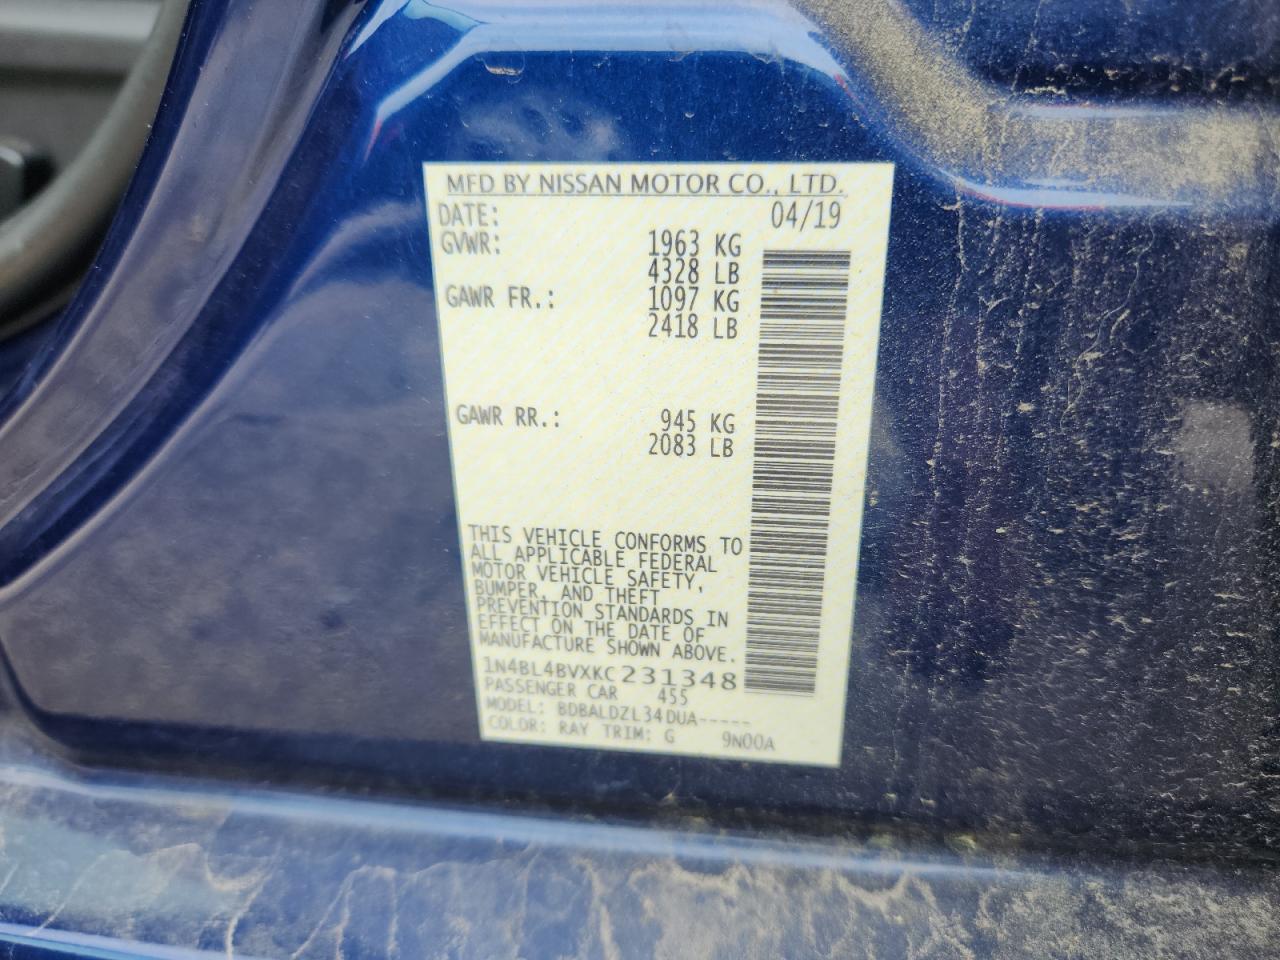 MFD BY NISSAN MOTOR CO., LTD.
DATE: 04/19
GVWR: 1963 KG
4328 LB
GAWR FR.: 1097 KG
2418 LB
GAWR RR.: 945 KG
2083 LB
THIS VEHICLE CONFORMS TO
ALL APPLICABLE FEDERAL
MOTOR VEHICLE SAFETY,
BUMPER, AND THEFT
PREVENTION STANDARDS IN
EFFECT ON THE DATE OF
MANUFACTURE SHOWN ABOVE.
1N4BL4BVXKC231348
PASSENGER CAR 455
MODEL: BDBALDZL34DUA-----
COLOR: RAY TRIM: G 9N00A